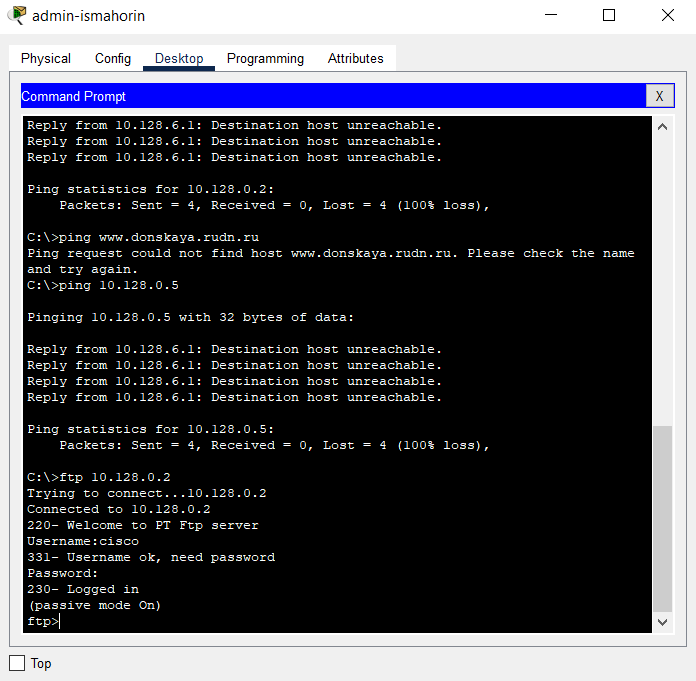 admin-ismahorin
Physical Config Desktop Programming Attributes
Command Prompt X
Reply from 10.128.6.1: Destination host unreachable.
Reply from 10.128.6.1: Destination host unreachable.
Reply from 10.128.6.1: Destination host unreachable.
Ping statistics for 10.128.0.2:
Packets: Sent = 4, Received = 0, Lost = 4 (100% loss),
C:\>ping www.donskaya.rudn.ru
Ping request could not find host www.donskaya.rudn.ru. Please check the name
and try again.
C:\>ping 10.128.0.5
Pinging 10.128.0.5 with 32 bytes of data:
Reply from 10.128.6.1: Destination host unreachable.
Reply from 10.128.6.1: Destination host unreachable.
Reply from 10.128.6.1: Destination host unreachable.
Reply from 10.128.6.1: Destination host unreachable.
Ping statistics for 10.128.0.5:
Packets: Sent = 4, Received = 0, Lost = 4 (100% loss),
C:\>ftp 10.128.0.2
Trying to connect...10.128.0.2
Connected to 10.128.0.2
220- Welcome to PT Ftp server
Username:cisco
331- Username ok, need password
Password:
230- Logged in
(passive mode On)
ftp>
Top